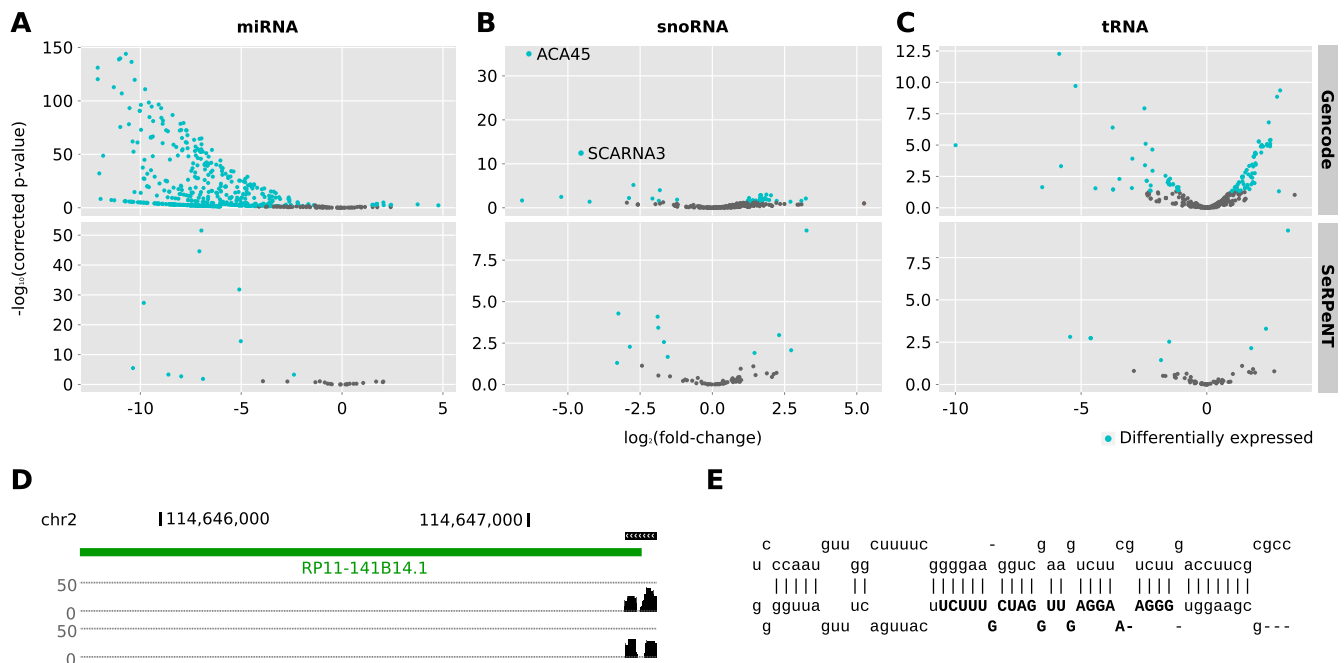 A miRNA B snoRNA C tRNA
-log₁₀(corrected p-value)
150
100
50
0
50
40
30
20
10
0
-10 -5 0 5
ACA45
SCARNA3
30
20
10
0
7.5
5.0
2.5
0.0
-5.0 -2.5 0.0 2.5 5.0
log₂(fold-change)
12.5
10.0
7.5
5.0
2.5
0.0
7.5
5.0
2.5
0.0
-10 -5 0
Gencode
SeRPeNT
Differentially expressed
D
chr2 114,646,000 114,647,000
<<<<<<<
RP11-141B14.1
50
0
50
0
E
c guu cuuuuc - g g cg g cgcc
u ccaau gg ggggaa gguc aa ucuu ucuu accuucg
||||| || |||||| |||| || |||| |||| |||||||
g gguua uc uUCUUU CUAG UU AGGA AGGG uggaagc
g guu aguuac G G G A- - g---